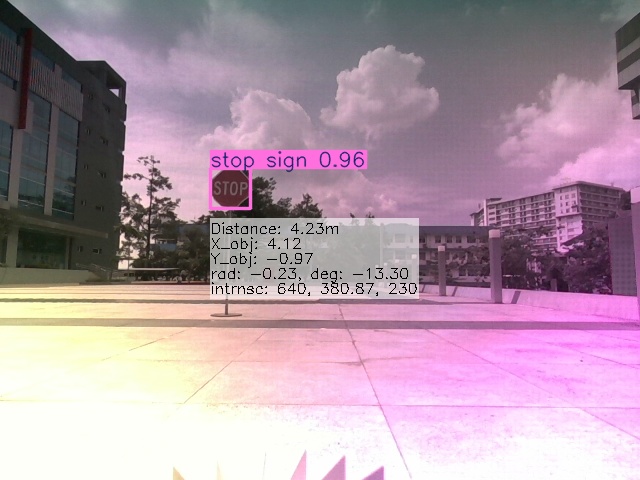 stop sign 0.96
STOP
Distance: 4.23m
X_obj: 4.12
Y_obj: -0.97
rad: -0.23, deg: -13.30
intrnsc: 640, 380.87, 230